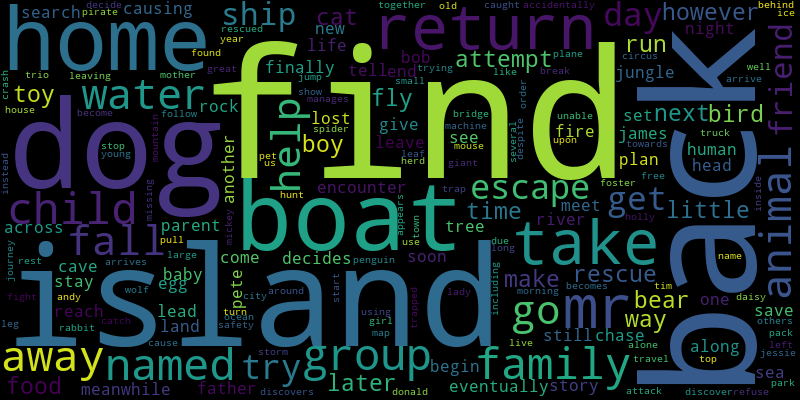 find
back
island
dog
boat
home
return
take
mr
family
group
away
named
go
get
child
fall
water
ship
day
animal
friend
escape
help
boy
try
cat
fly
attempt
run
bear
rescue
way
make
time
little
human
bird
next
however
night
search
causing
pirate
decide
rescued
year
found
great
finally
life
new
bob
tellend
trying
like
plane
break
together
old
caught
accidentally
behind
ice
circus
jungle
arrive
well
crash
trio
leaving
mother
toy
house
become
follow
rock
jump
show
small
manages
spider
lost
give
leave
leaf
herd
see
bridge
machine
mouse
giant
several
despite
order
unable
upon
fire
set
james
truck
towards
plan
head
free
foster
inside
stop
young
mountain
instead
another
pet
us
hunt
encounter
trap
tree
river
meet
holly
missing
parent
across
mickey
appears
town
use
journey
rest
cave
stay
arrives
pull
large
egg
baby
come
decides
penguin
soon
including
due
long
name
wolf
pete
city
around
start
lady
morning
becomes
tim
one
daisy
save
others
pack
fight
andy
reach
catch
lead
land
turn
ocean
safety
using
girl
map
trapped
live
still
chase
alone
along
left
jessie
leg
rabbit
cause
storm
begin
travel
top
sea
park
food
meanwhile
father
discovers
later
donald
eventually
story
attack
discover
refuse